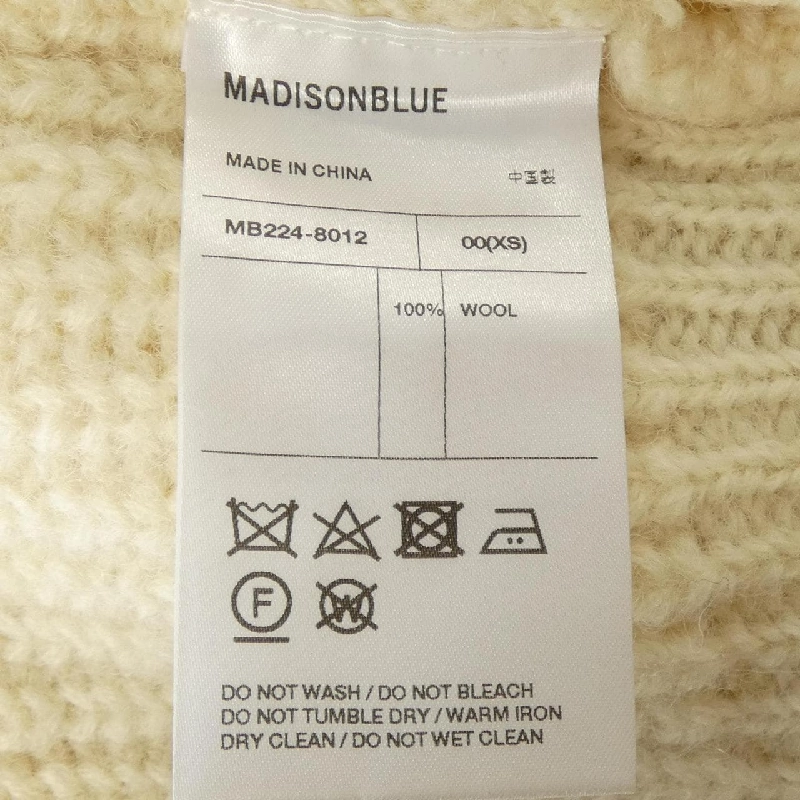 MADISONBLUE
MADE IN CHINA 中国製
MB224-8012 00(XS)
100% WOOL
F
W
DO NOT WASH / DO NOT BLEACH
DO NOT TUMBLE DRY / WARM IRON
DRY CLEAN / DO NOT WET CLEAN